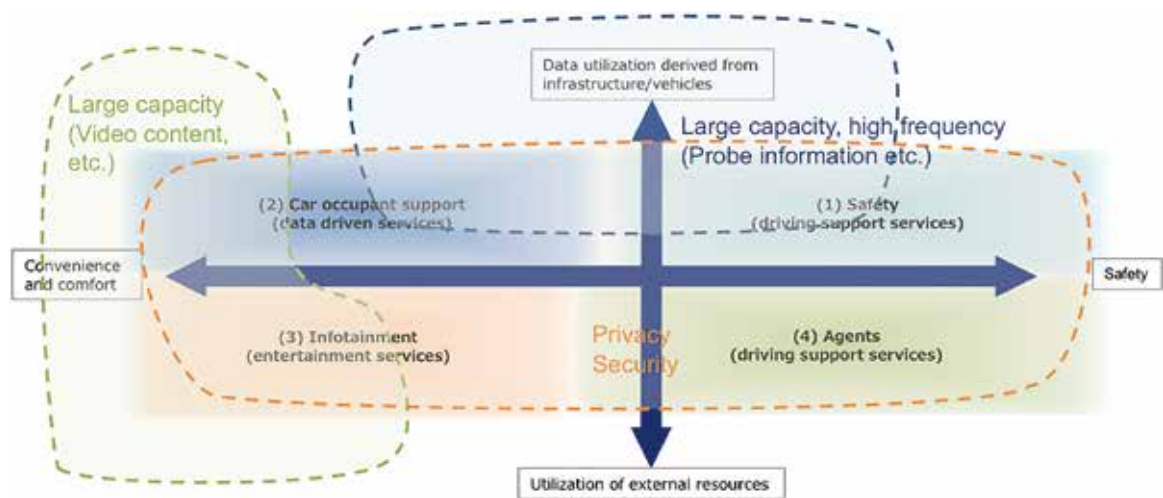 Data utilization derived from
infrastructure/vehicles
Large capacity
(Video content,
etc.)
Large capacity, high frequency
(Probe information etc.)
(2) Car occupant support
(data driven services)
(1) Safety
(driving support services)
Convenience
and comfort
Safety
(3) Infotainment
(entertainment services)
Privacy
Security
(4) Agents
(driving support services)
Utilization of external resources